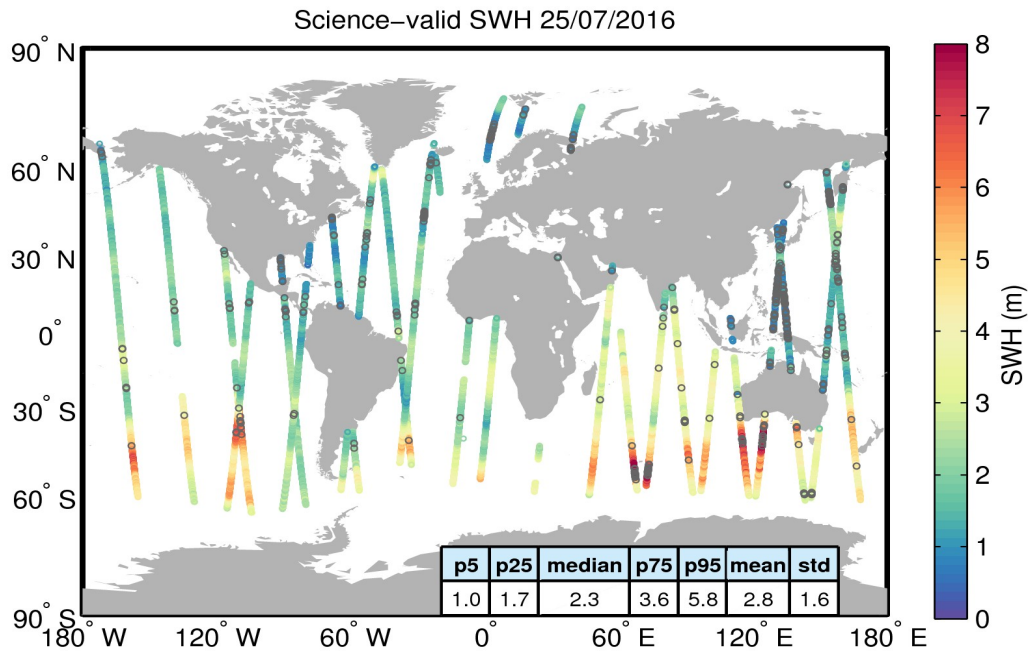 Science−valid SWH 25/07/2016
90° N
60° N
30° N
0°
30° S
60° S
90° S
180° W
120° W
60° W
0°
60° E
120° E
180° E
p5 p25 median p75 p95 mean std
1.0 1.7 2.3 3.6 5.8 2.8 1.6
8
7
6
5
4
3
2
1
0
SWH (m)